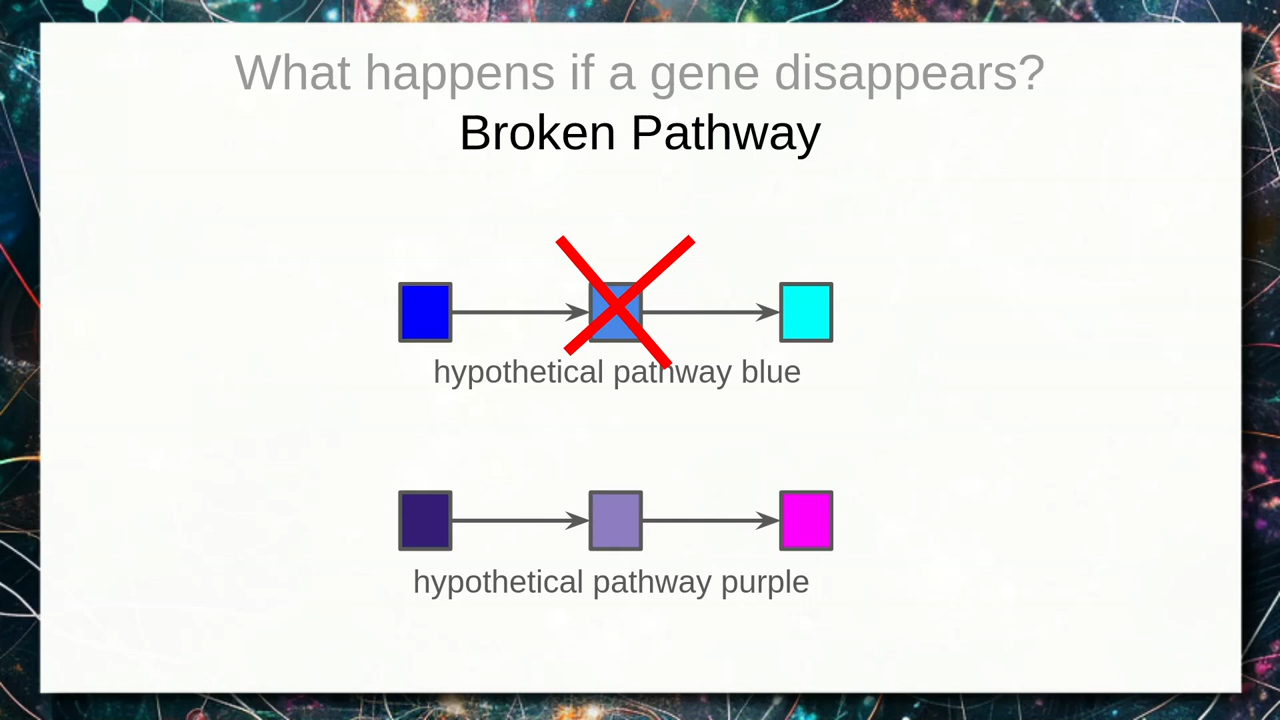 What happens if a gene disappears?
Broken Pathway
hypothetical pathway blue
hypothetical pathway purple